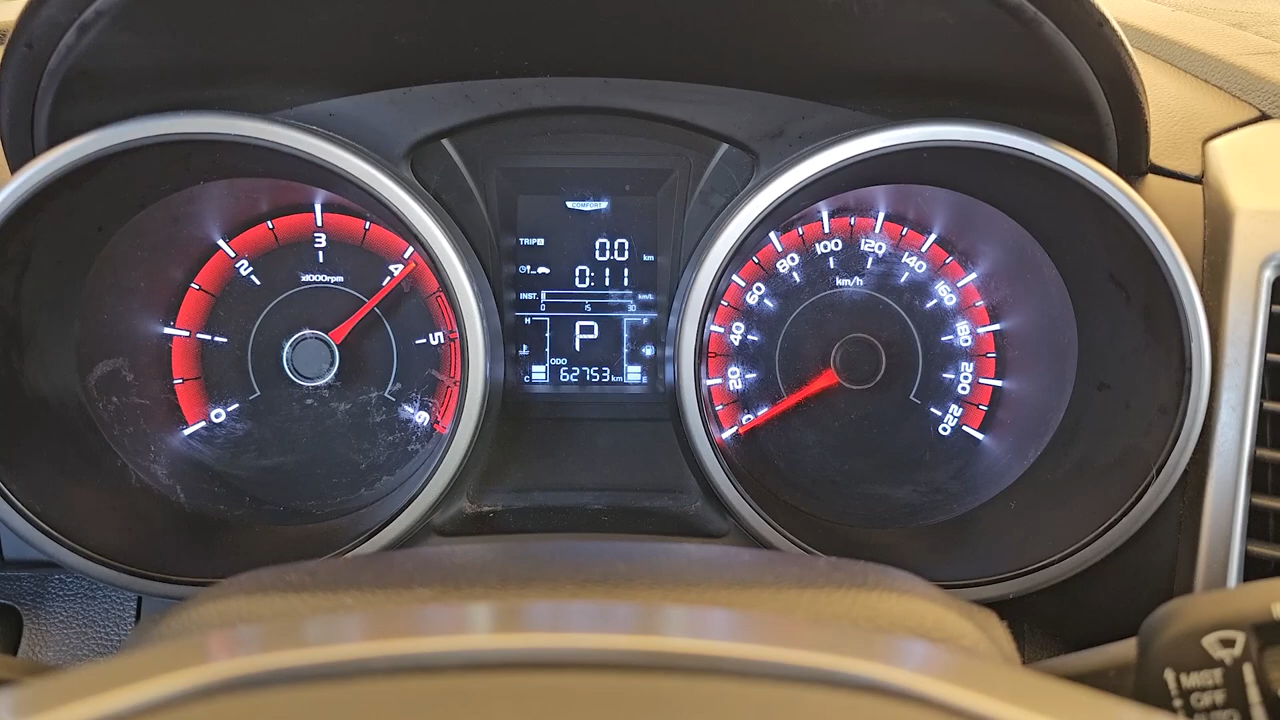 COMFORT
TRIP A
0.0 km
0:11
INST. km/L
0 15 30
H F
P
ODO
C 62753 km E
0 2 3 4 5 6
x1000rpm
0 20 40 60 80 100 120 140 160 180 200 220
km/h
MIST
OFF
AUTO